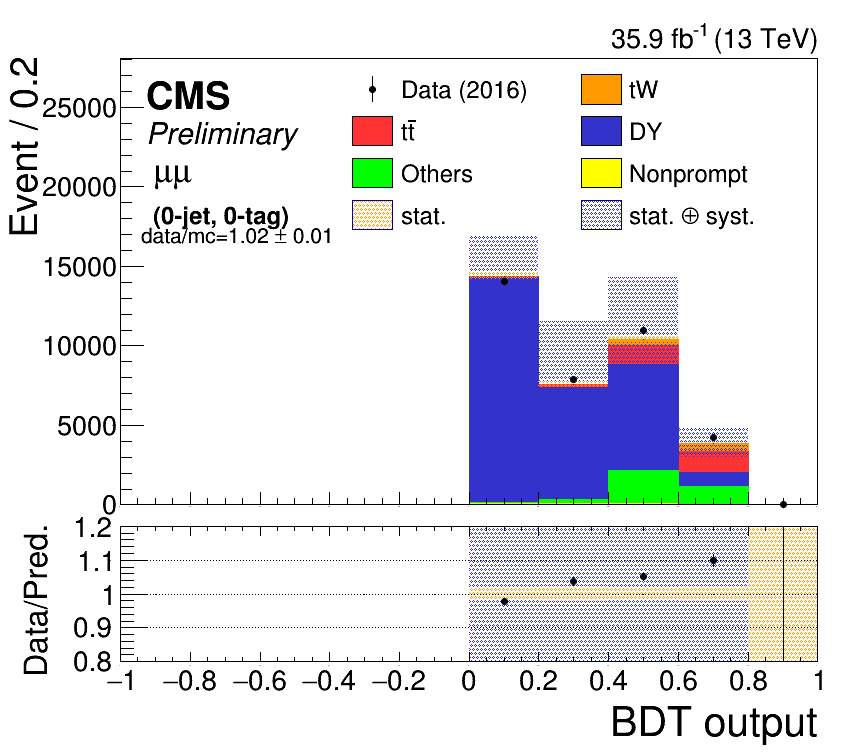 35.9 fb⁻¹ (13 TeV)
Event / 0.2
25000
20000
15000
10000
5000
0
CMS
Preliminary
μμ
(0-jet, 0-tag)
data/mc=1.02 ± 0.01
Data (2016)
tW
tt̄
DY
Others
Nonprompt
stat.
stat. ⊕ syst.
Data/Pred.
1.2
1.1
1
0.9
0.8
−1 −0.8 −0.6 −0.4 −0.2 0 0.2 0.4 0.6 0.8 1
BDT output